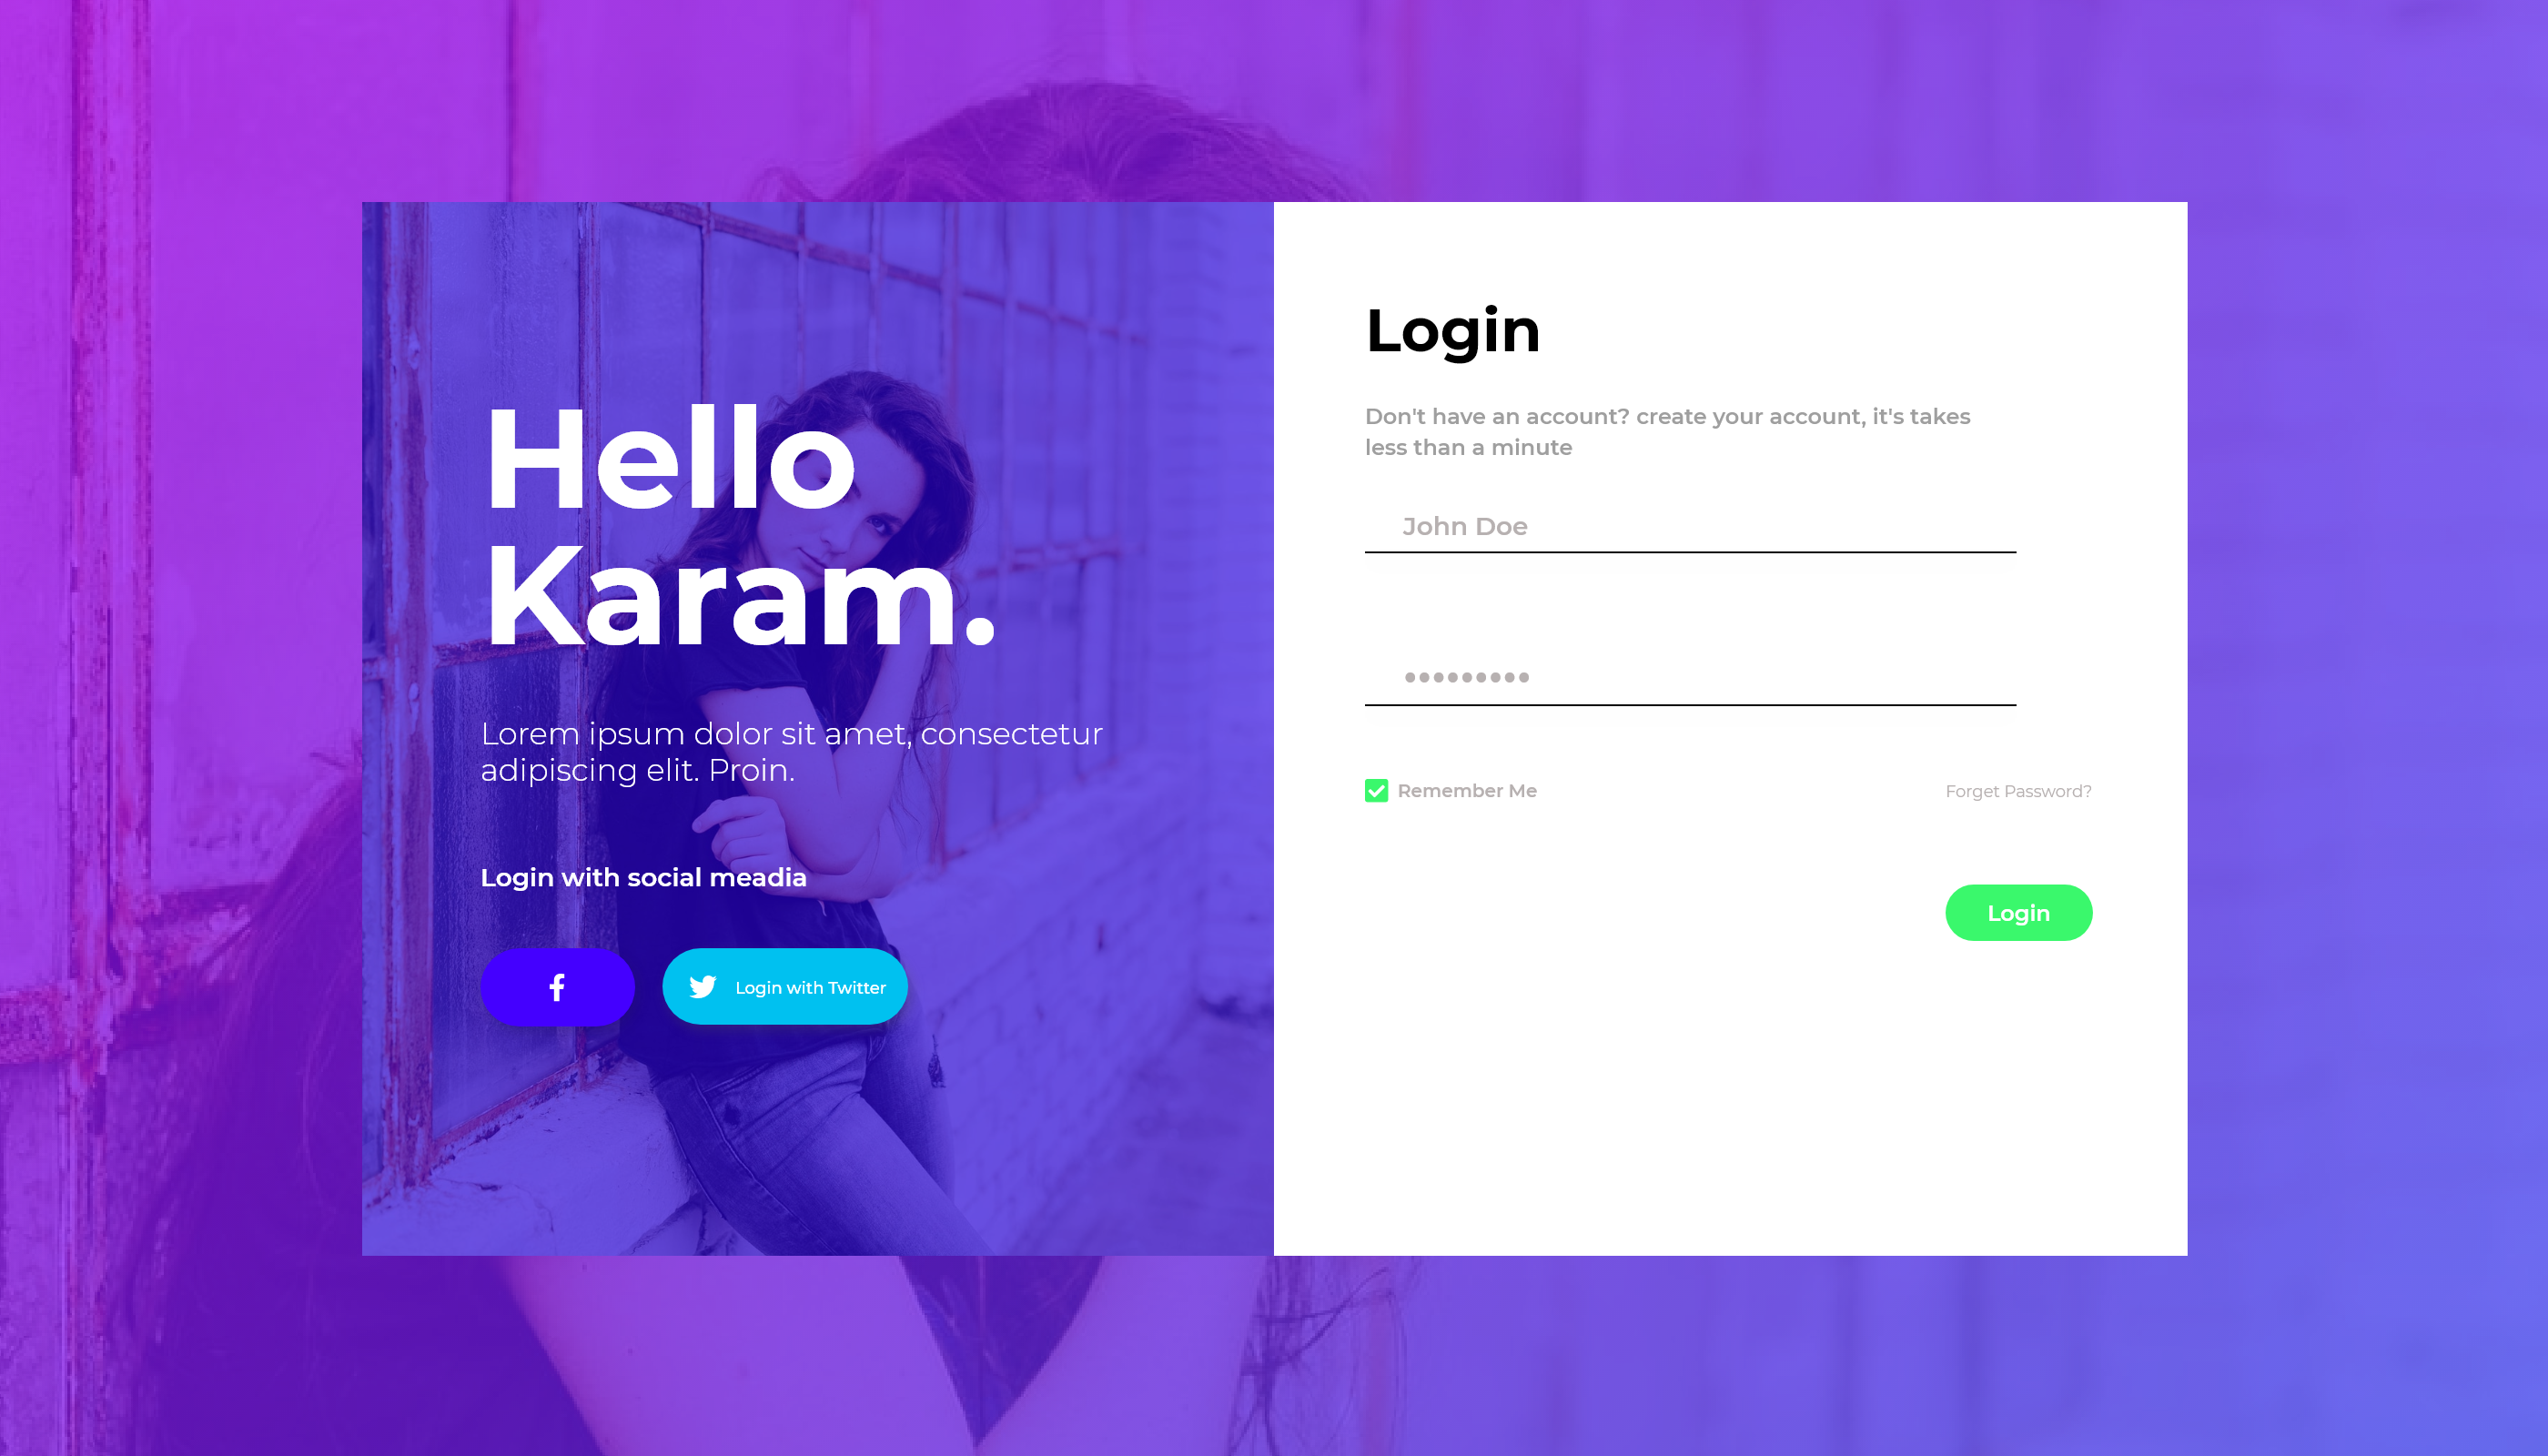 Hello
Karam.
Lorem ipsum dolor sit amet, consectetur
adipiscing elit. Proin.
Login with social meadia
Login with Twitter
Login
Don't have an account? create your account, it's takes
less than a minute
John Doe
•••••••••
Remember Me
Forget Password?
Login